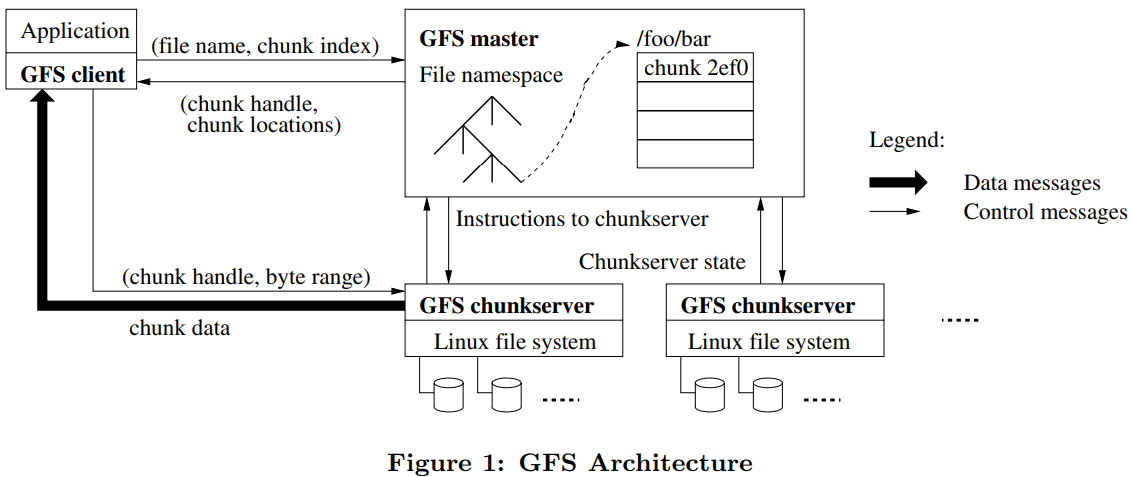 Application
GFS client
(file name, chunk index)
(chunk handle,
chunk locations)
GFS master
File namespace
/foo/bar
chunk 2ef0
Legend:
Data messages
Control messages
Instructions to chunkserver
Chunkserver state
(chunk handle, byte range)
chunk data
GFS chunkserver
Linux file system
GFS chunkserver
Linux file system
Figure 1: GFS Architecture